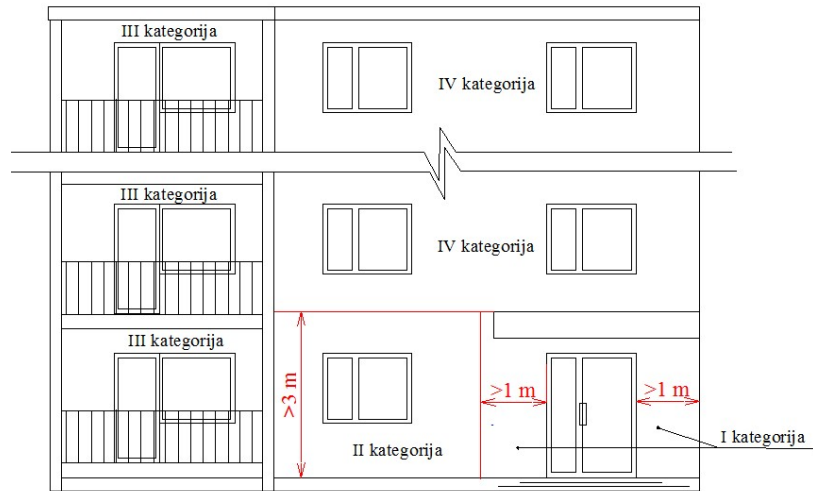 III kategorija
IV kategorija
III kategorija
IV kategorija
III kategorija
>3 m
>1 m
>1 m
II kategorija
I kategorija